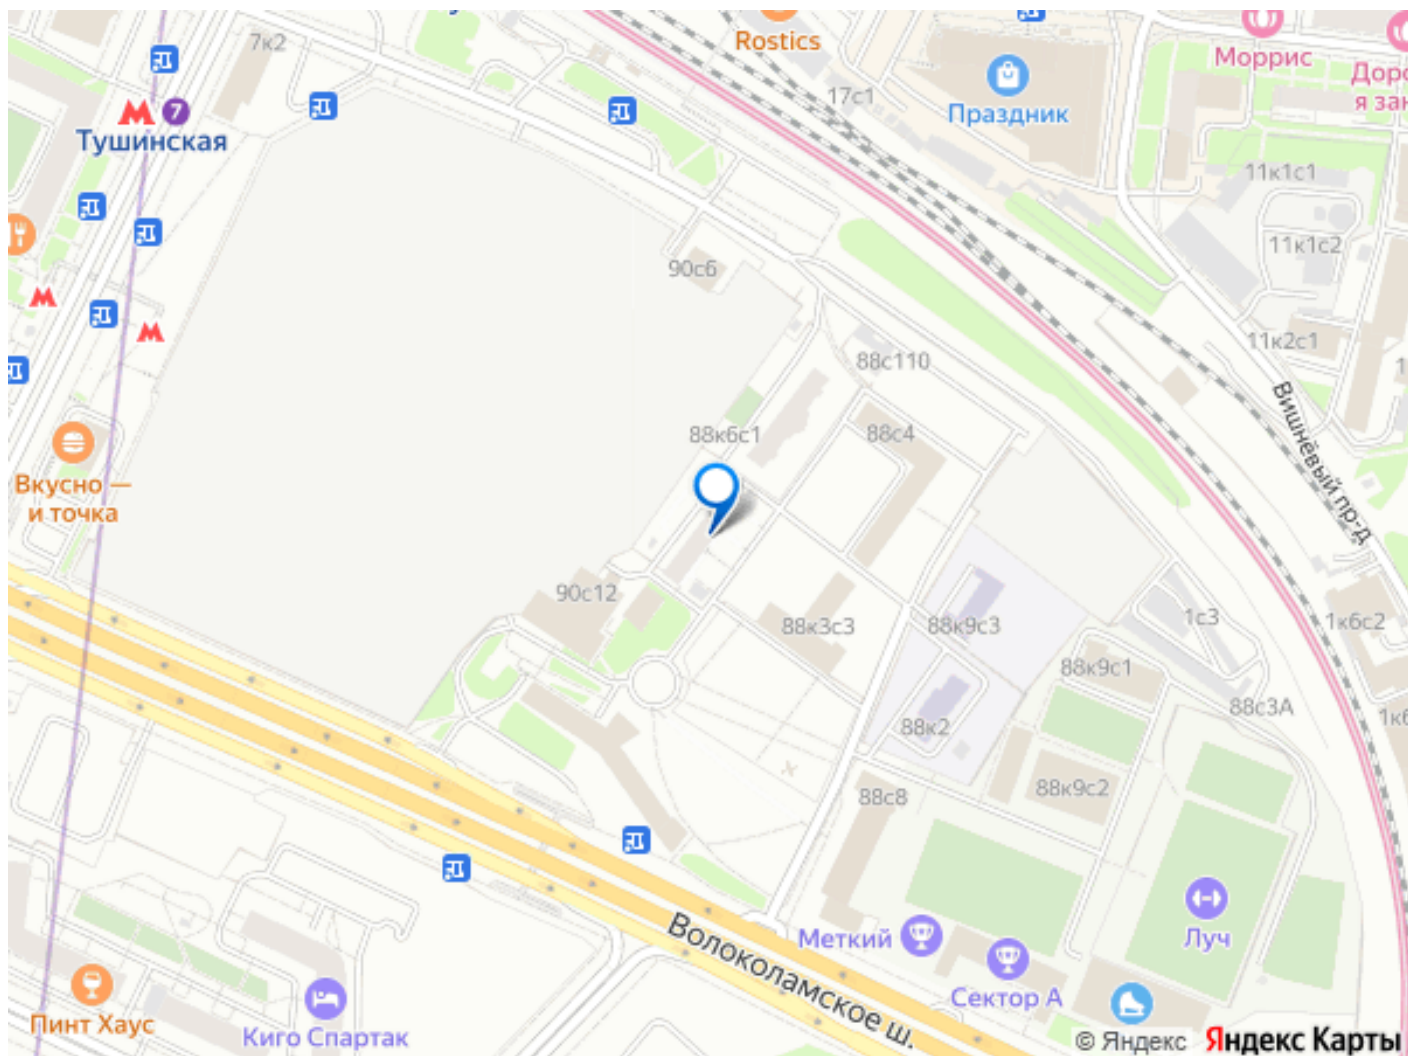 Rostics
Моррис
7к2
17с1
Праздник
7
Тушинская
11к1с1
11к1с2
90с6
88с110
11к2с1
88к6с1
88с4
Вишнёвый пр-д
Вкусно —
и точка
90с12
88к3с3
88к9с3
1с3
1к6с2
88к9с1
88с3А
88к2
88к9с2
88с8
Волоколамское ш.
Меткий
Луч
Сектор А
Пинт Хаус
Киго Спартак
© Яндекс Яндекс Карты